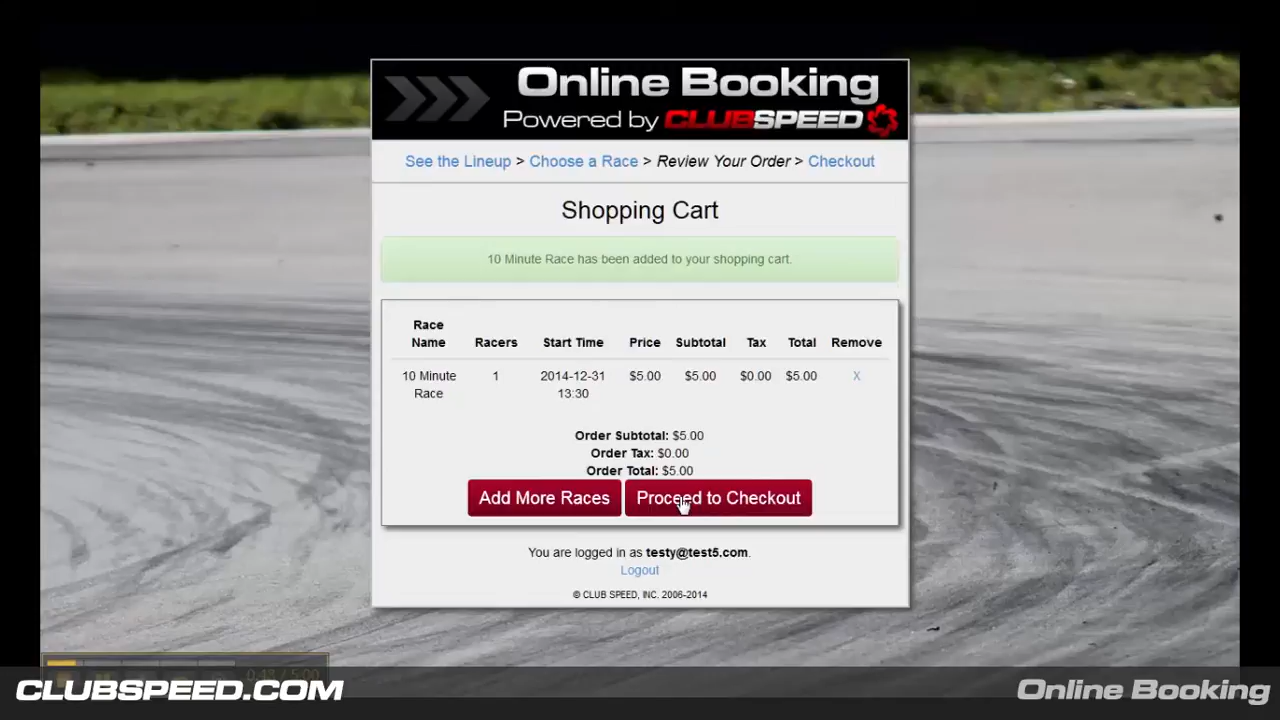 Online Booking
Powered by CLUBSPEED
See the Lineup > Choose a Race > Review Your Order > Checkout
Shopping Cart
10 Minute Race has been added to your shopping cart.
Race Name Racers Start Time Price Subtotal Tax Total Remove
10 Minute Race 1 2014-12-31 13:30 $5.00 $5.00 $0.00 $5.00 X
Order Subtotal: $5.00
Order Tax: $0.00
Order Total: $5.00
Add More Races Proceed to Checkout
You are logged in as testy@test5.com.
Logout
© CLUB SPEED, INC. 2006-2014
CLUBSPEED.COM Online Booking